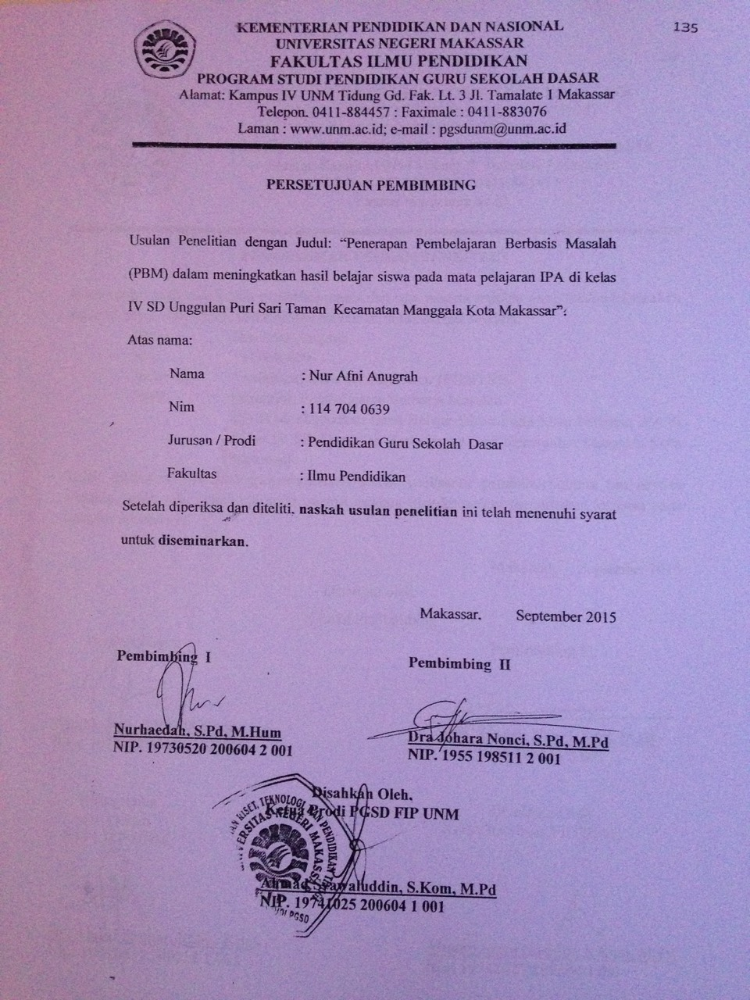 135
KEMENTERIAN PENDIDIKAN DAN NASIONAL
UNIVERSITAS NEGERI MAKASSAR
FAKULTAS ILMU PENDIDIKAN
PROGRAM STUDI PENDIDIKAN GURU SEKOLAH DASAR
Alamat: Kampus IV UNM Tidung Gd. Fak. Lt. 3 Jl. Tamalate 1 Makassar
Telepon. 0411-884457 : Faximale : 0411-883076
Laman : www.unm.ac.id; e-mail : pgsdunm@unm.ac.id
PERSETUJUAN PEMBIMBING
Usulan Penelitian dengan Judul: “Penerapan Pembelajaran Berbasis Masalah
(PBM) dalam meningkatkan hasil belajar siswa pada mata pelajaran IPA di kelas
IV SD Unggulan Puri Sari Taman Kecamatan Manggala Kota Makassar”.
Atas nama:
Nama : Nur Afni Anugrah
Nim : 114 704 0639
Jurusan / Prodi : Pendidikan Guru Sekolah Dasar
Fakultas : Ilmu Pendidikan
Setelah diperiksa dan diteliti, naskah usulan penelitian ini telah menenuhi syarat
untuk diseminarkan.
Makassar, September 2015
Pembimbing I Pembimbing II
Nurhaedah, S.Pd, M.Hum Dra Johara Nonci, S.Pd, M.Pd
NIP. 19730520 200604 2 001 NIP. 1955 198511 2 001
Disahkan Oleh,
Ketua Prodi PGSD FIP UNM
RISET, TEKNOLOGI DAN PENDIDIKAN
UNIVERSITAS NEGERI MAKASSAR
PGSD
Ahmad Syawaluddin, S.Kom, M.Pd
NIP. 19741025 200604 1 001